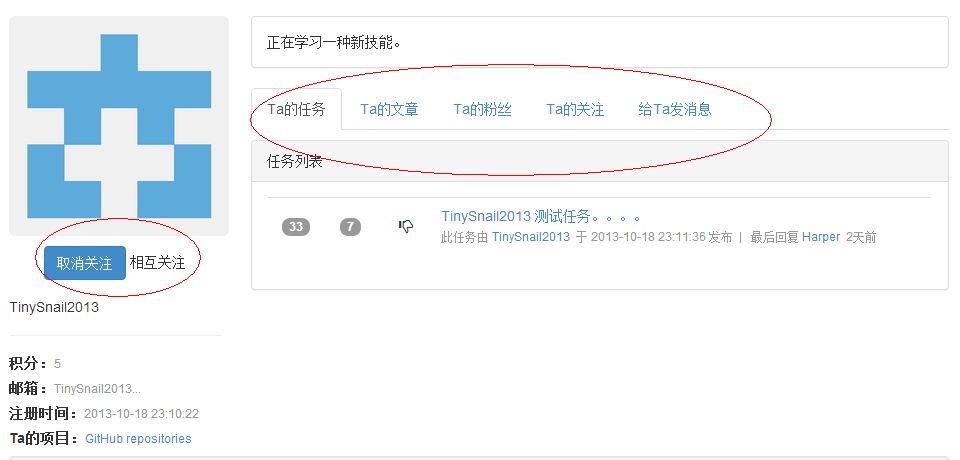 正在学习一种新技能。
Ta的任务 Ta的文章 Ta的粉丝 Ta的关注 给Ta发消息
任务列表
33 7 TinySnail2013 测试任务。。。。
此任务由 TinySnail2013 于 2013-10-18 23:11:36 发布 | 最后回复 Harper 2天前
取消关注 相互关注
TinySnail2013
积分：5
邮箱：TinySnail2013...
注册时间：2013-10-18 23:10:22
Ta的项目：GitHub repositories